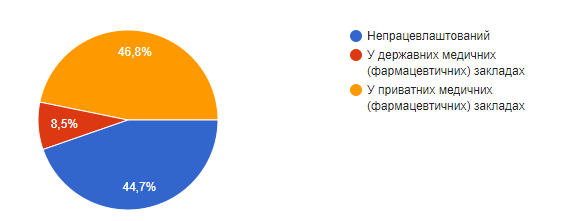 46,8%
8,5%
44,7%
Непрацевлаштований
У державних медичних
(фармацевтичних) закладах
У приватних медичних
(фармацевтичних) закладах